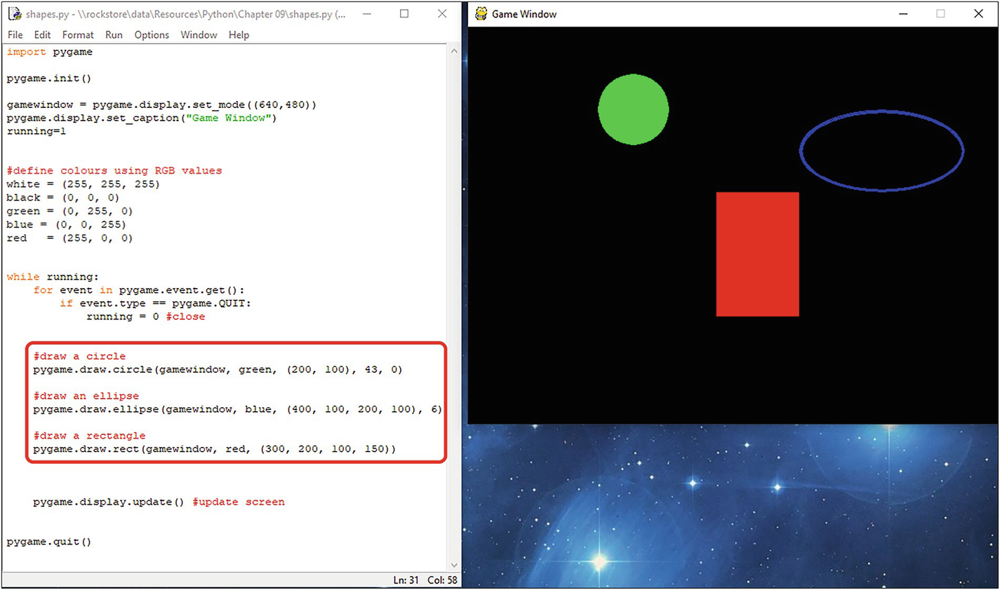 shapes.py - \\rockstore\data\Resources\Python\Chapter 09\shapes.py (...
File Edit Format Run Options Window Help
import pygame
pygame.init()
gamewindow = pygame.display.set_mode((640,480))
pygame.display.set_caption("Game Window")
running=1
#define colours using RGB values
white = (255, 255, 255)
black = (0, 0, 0)
green = (0, 255, 0)
blue = (0, 0, 255)
red   = (255, 0, 0)
while running:
    for event in pygame.event.get():
        if event.type == pygame.QUIT:
            running = 0 #close
    #draw a circle
    pygame.draw.circle(gamewindow, green, (200, 100), 43, 0)
    #draw an ellipse
    pygame.draw.ellipse(gamewindow, blue, (400, 100, 200, 100), 6)
    #draw a rectangle
    pygame.draw.rect(gamewindow, red, (300, 200, 100, 150))
    pygame.display.update() #update screen
pygame.quit()
Ln: 31 Col: 58
Game Window